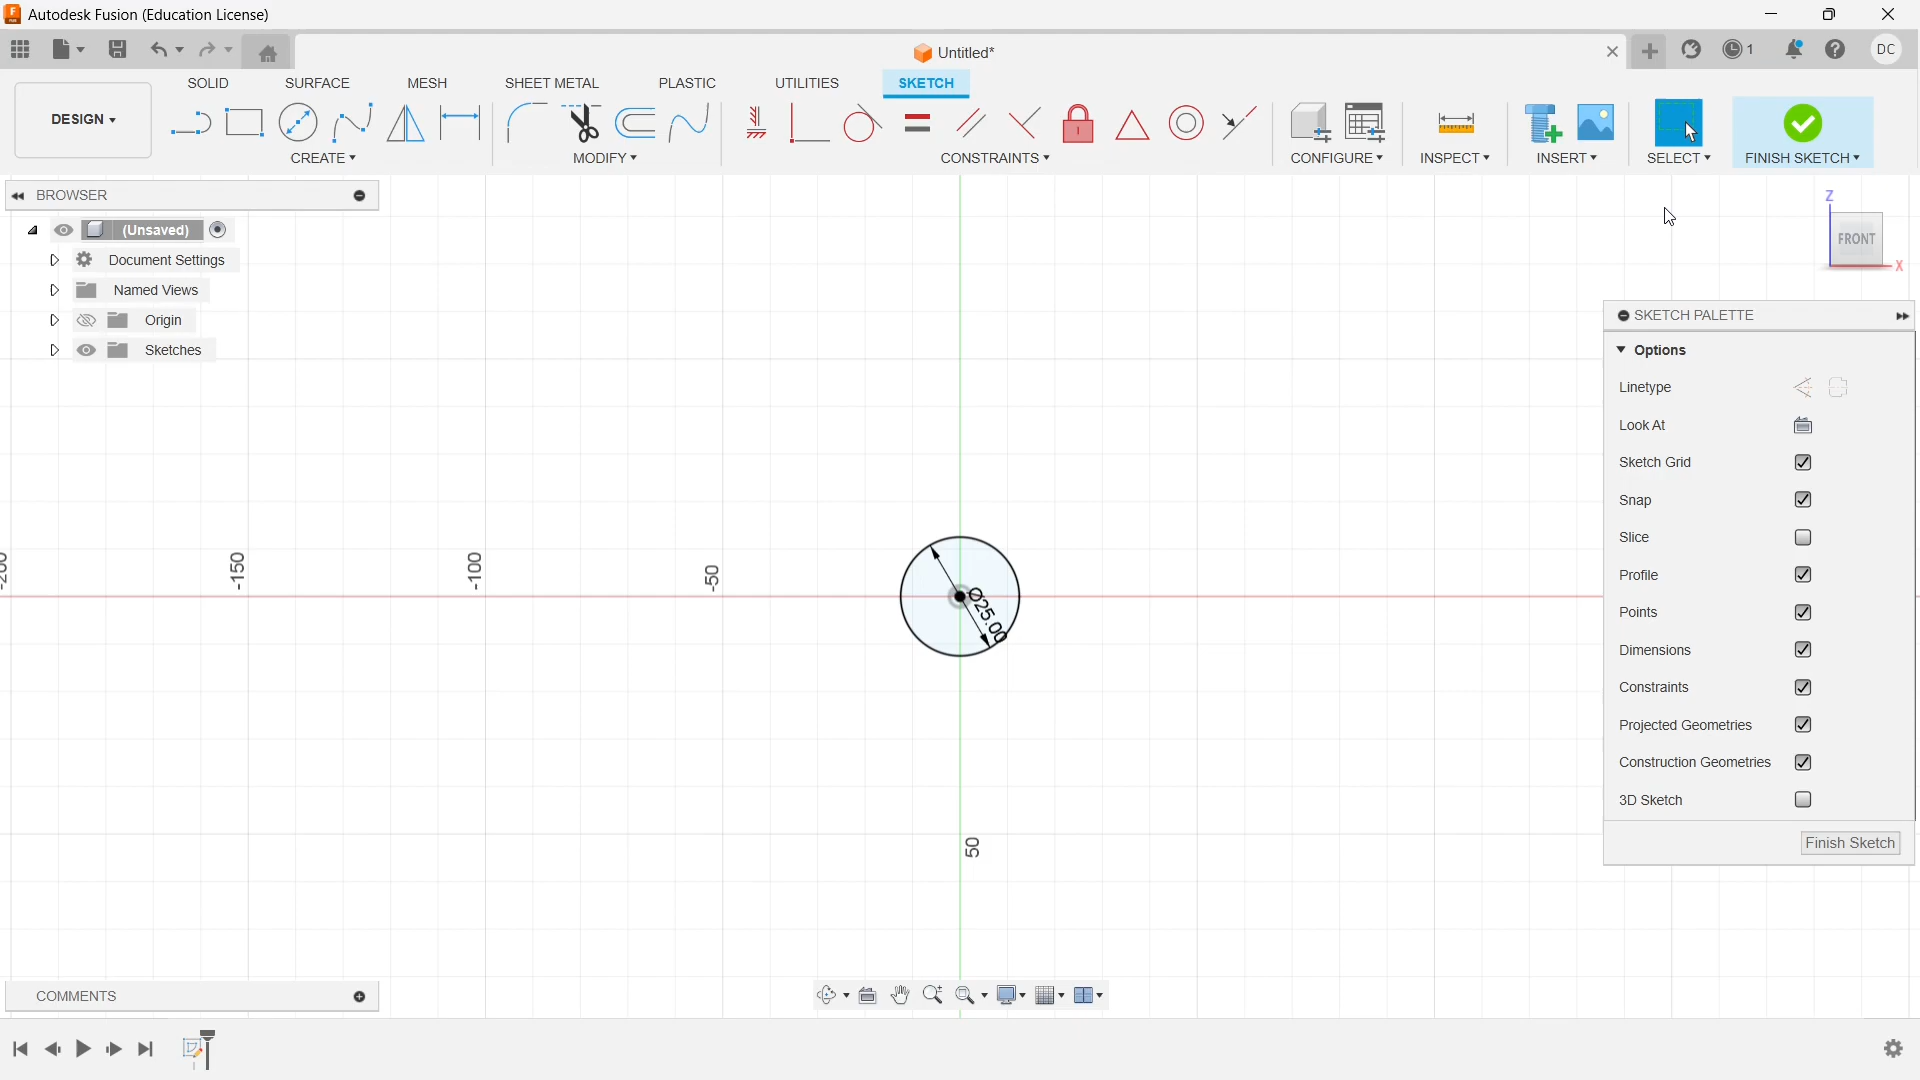 Autodesk Fusion (Education License)
Untitled*
1
DC
SOLID
SURFACE
MESH
SHEET METAL
PLASTIC
UTILITIES
SKETCH
DESIGN
CREATE
MODIFY
CONSTRAINTS
CONFIGURE
INSPECT
INSERT
SELECT
FINISH SKETCH
BROWSER
(Unsaved)
Document Settings
Named Views
Origin
Sketches
Z
FRONT
X
SKETCH PALETTE
Options
Linetype
Look At
Sketch Grid
Snap
Slice
Profile
Points
Dimensions
Constraints
Projected Geometries
Construction Geometries
3D Sketch
Finish Sketch
-200
-150
-100
-50
Ø25.00
50
COMMENTS